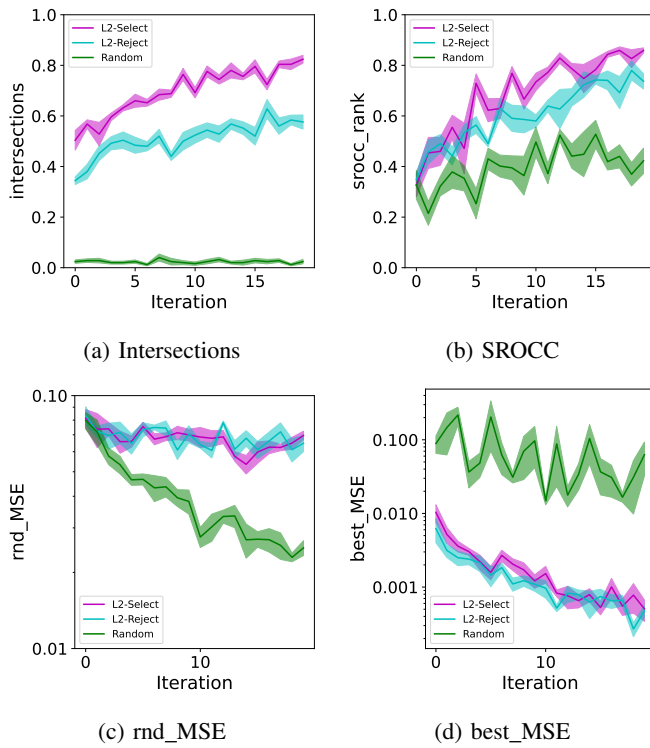 L2-Select
L2-Reject
Random
1.0
0.8
0.6
0.4
0.2
0.0
intersections
0 5 10 15
Iteration
(a) Intersections
L2-Select
L2-Reject
Random
1.0
0.8
0.6
0.4
0.2
0.0
srocc_rank
0 5 10 15
Iteration
(b) SROCC
0.10
0.01
rnd_MSE
L2-Select
L2-Reject
Random
0 10
Iteration
(c) rnd_MSE
0.100
0.010
0.001
best_MSE
L2-Select
L2-Reject
Random
0 10
Iteration
(d) best_MSE